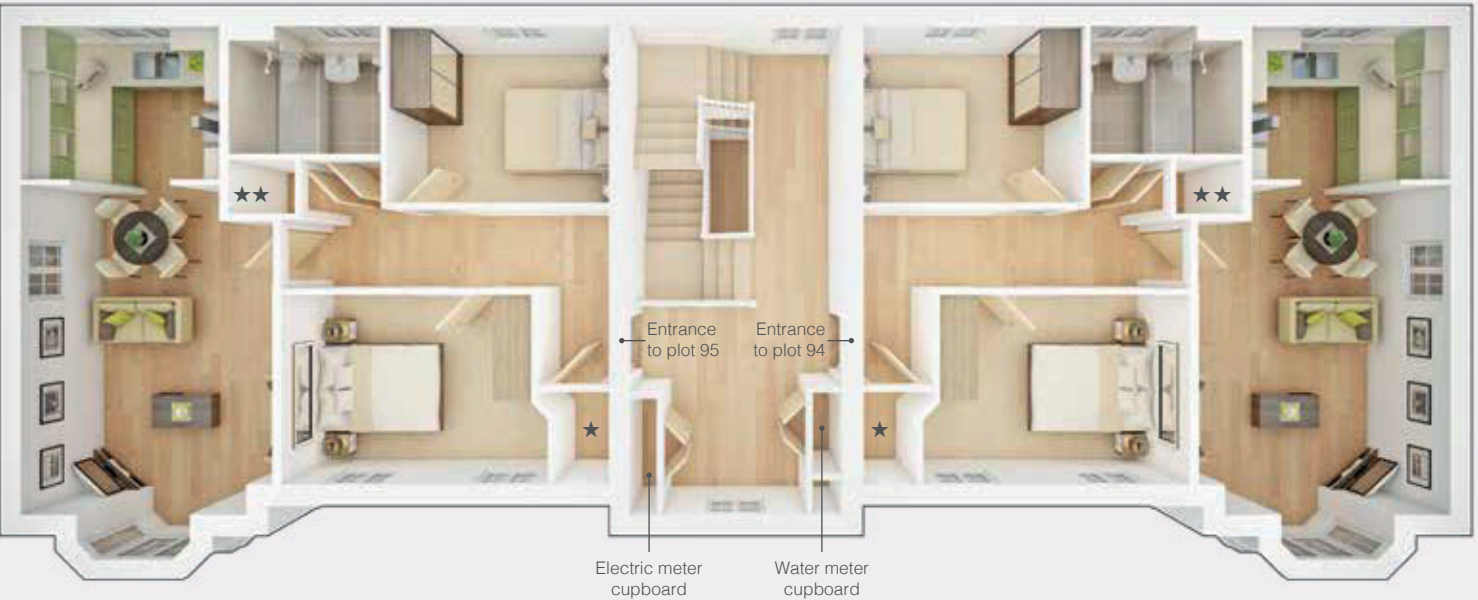 ★★
★★
Entrance
to plot 95
Entrance
to plot 94
★
★
Electric meter
cupboard
Water meter
cupboard